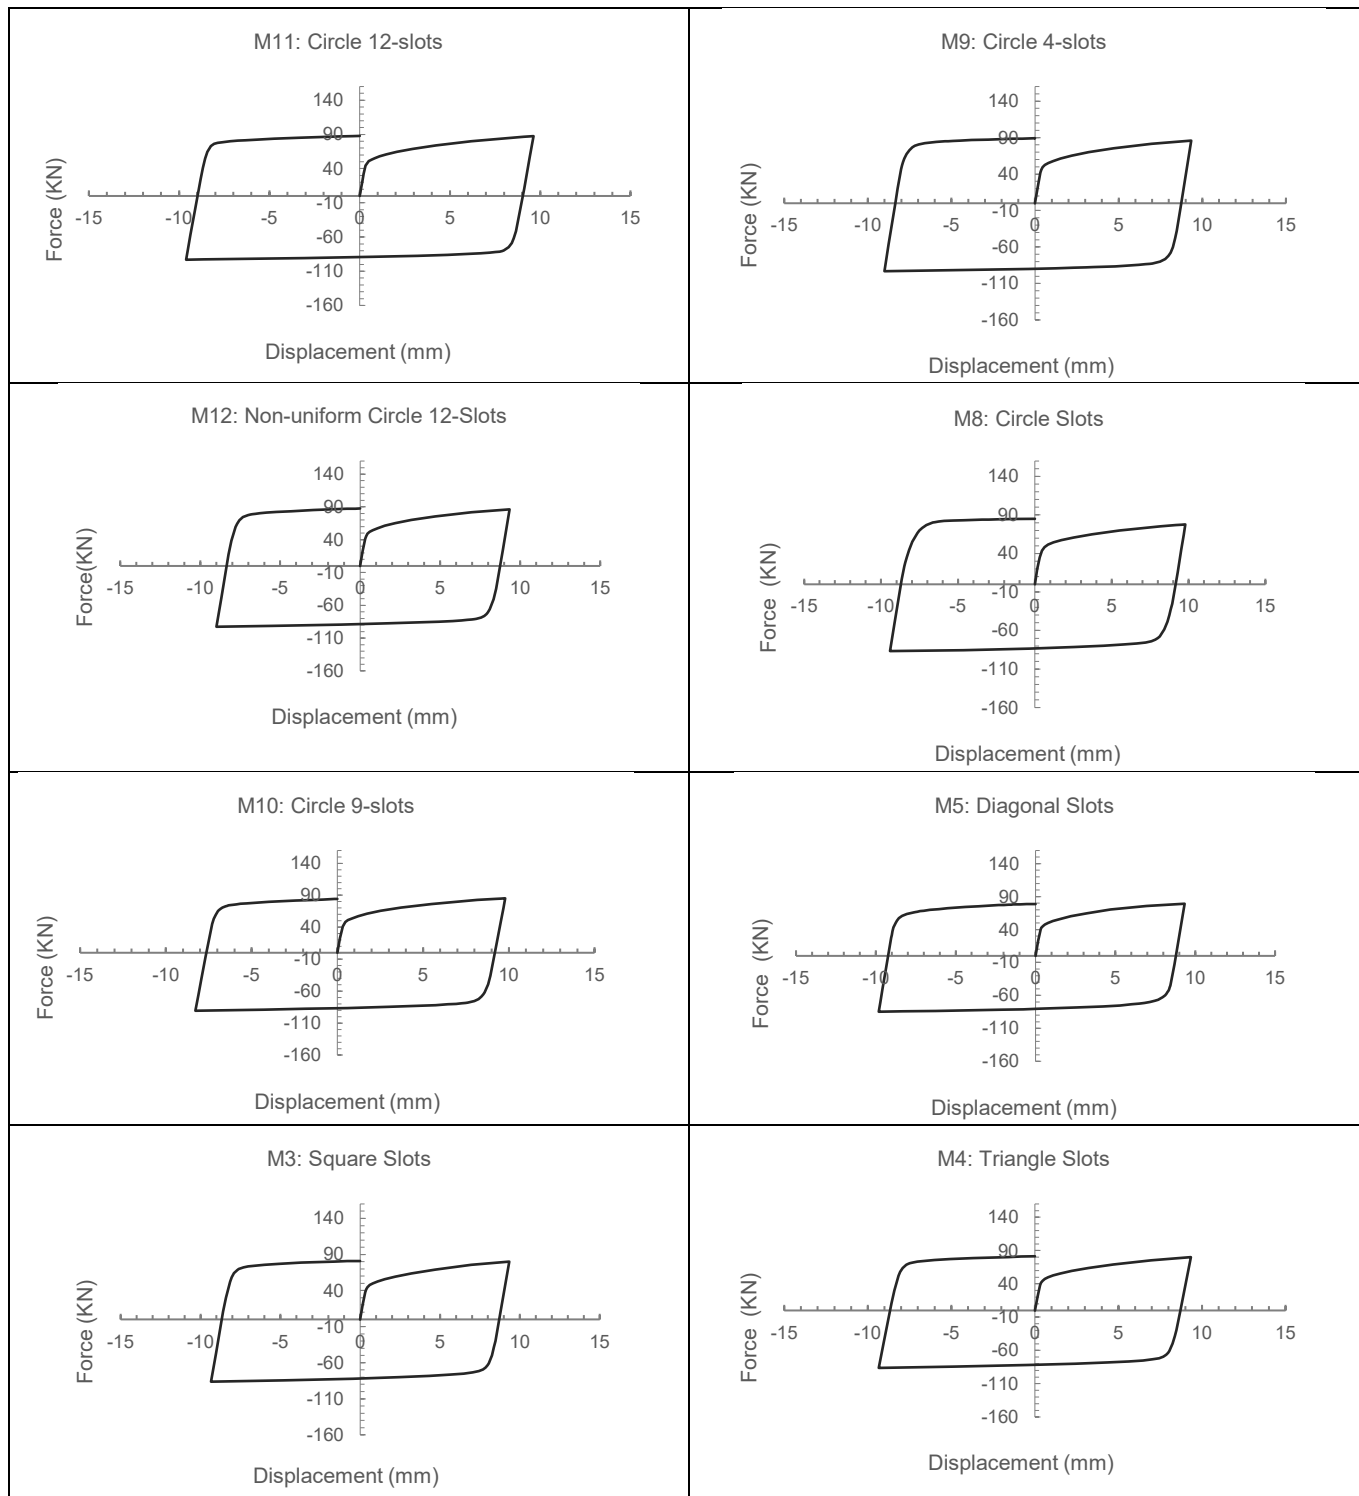 M11: Circle 12-slots
140
90
40
-10
-60
-110
-160
-15 -10 -5 0 5 10 15
Force (KN)
Displacement (mm)
M9: Circle 4-slots
140
90
40
-10
-60
-110
-160
-15 -10 -5 0 5 10 15
Force (KN)
Displacement (mm)
M12: Non-uniform Circle 12-Slots
140
90
40
-10
-60
-110
-160
-15 -10 -5 0 5 10 15
Force(KN)
Displacement (mm)
M8: Circle Slots
140
90
40
-10
-60
-110
-160
-15 -10 -5 0 5 10 15
Force (KN)
Displacement (mm)
M10: Circle 9-slots
140
90
40
-10
-60
-110
-160
-15 -10 -5 0 5 10 15
Force (KN)
Displacement (mm)
M5: Diagonal Slots
140
90
40
-10
-60
-110
-160
-15 -10 -5 0 5 10 15
Force (KN)
Displacement (mm)
M3: Square Slots
140
90
40
-10
-60
-110
-160
-15 -10 -5 0 5 10 15
Force (KN)
Displacement (mm)
M4: Triangle Slots
140
90
40
-10
-60
-110
-160
-15 -10 -5 0 5 10 15
Force (KN)
Displacement (mm)